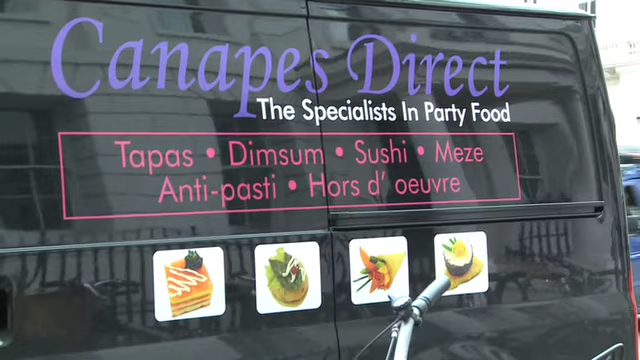 Canapes Direct
The Specialists In Party Food
Tapas • Dimsum • Sushi • Meze
Anti-pasti • Hors d' oeuvre